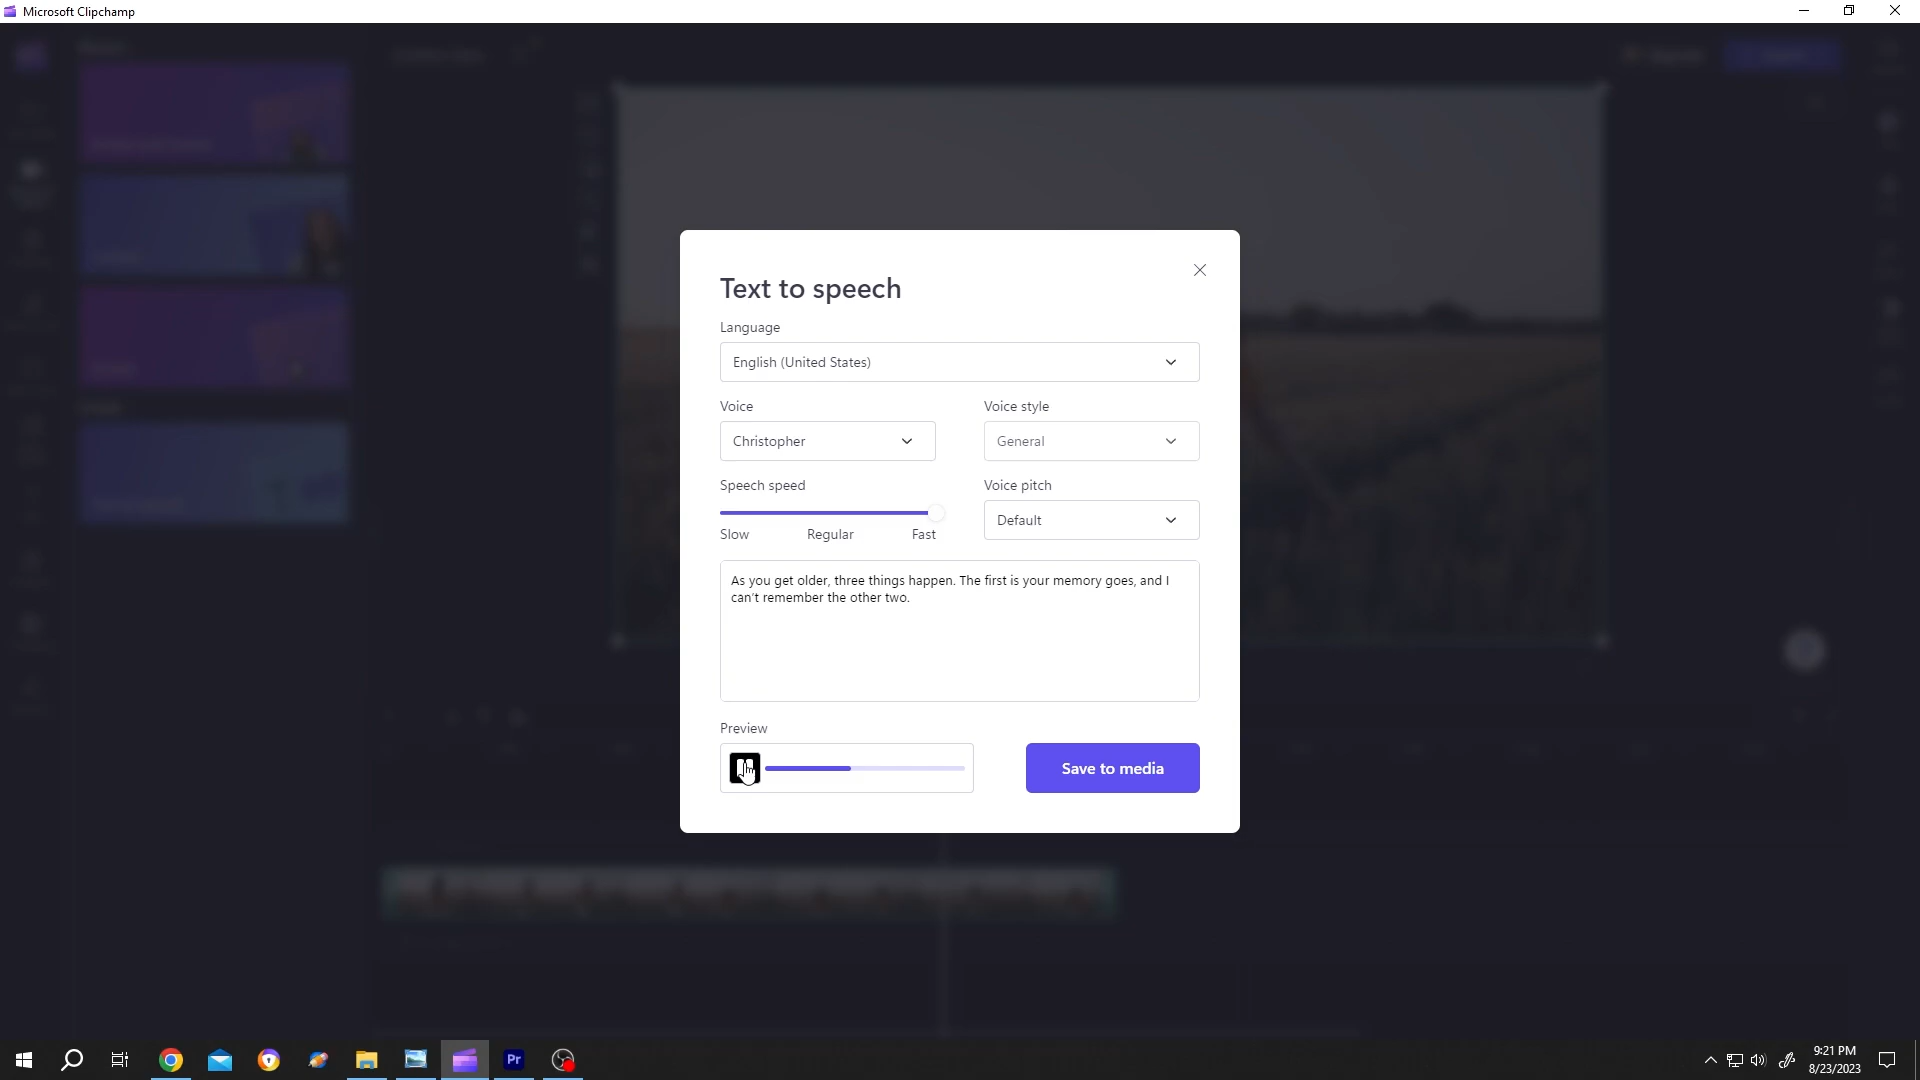 Microsoft Clipchamp
Text to speech
Language
English (United States)
Voice
Voice style
Christopher
General
Speech speed
Voice pitch
Slow
Regular
Fast
Default
As you get older, three things happen. The first is your memory goes, and I
can't remember the other two.
Preview
Save to media
Pr
9:21 PM
8/23/2023